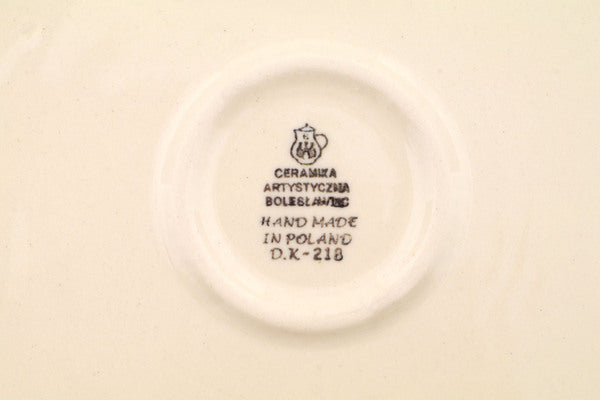 CERAMIKA
ARTYSTYCZNA
BOLESŁAWIEC
HAND MADE
IN POLAND
D.K-218